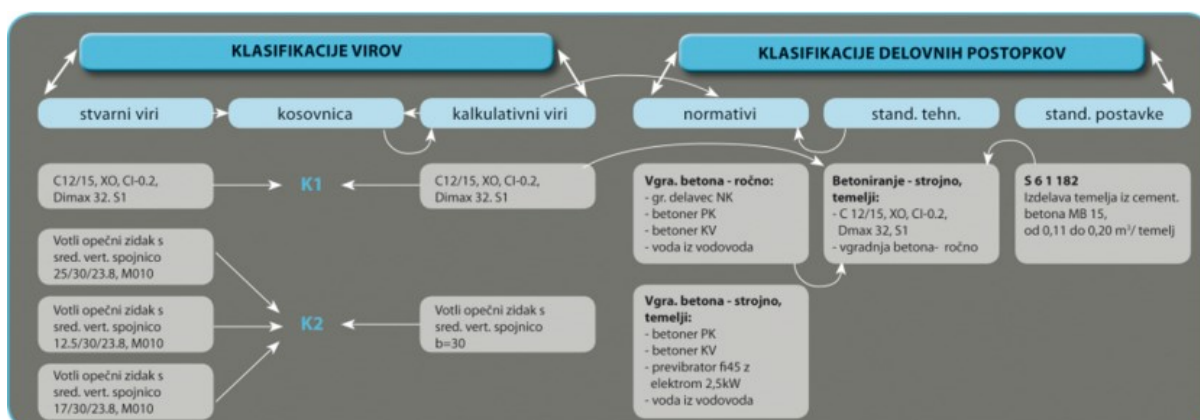 KLASIFIKACIJE VIROV
KLASIFIKACIJE DELOVNIH POSTOPKOV
stvarni viri
kosovnica
kalkulativni viri
normativi
stand. tehn.
stand. postavke
C12/15, XO, CI-0.2,
Dimax 32. S1
K1
C12/15, XO, CI-0.2,
Dimax 32. S1
Votli opečni zidak s
sred. vert. spojnico
25/30/23.8, M010
Votli opečni zidak s
sred. vert. spojnico
12.5/30/23.8, M010
Votli opečni zidak s
sred. vert. spojnico
17/30/23.8, M010
K2
Votli opečni zidak s
sred. vert. spojnico
b=30
Vgra. betona - ročno:
- gr. delavec NK
- betoner PK
- betoner KV
- voda iz vodovoda
Vgra. betona - strojno,
temelji:
- betoner PK
- betoner KV
- previbrator fi45 z
elektrom 2,5kW
- voda iz vodovoda
Betoniranje - strojno,
temelji:
- C 12/15, XO, CI-0.2,
Dmax 32, S1
- vgradnja betona- ročno
S 6 1 182
Izdelava temelja iz cement.
betona MB 15,
od 0,11 do 0,20 m³/ temelj